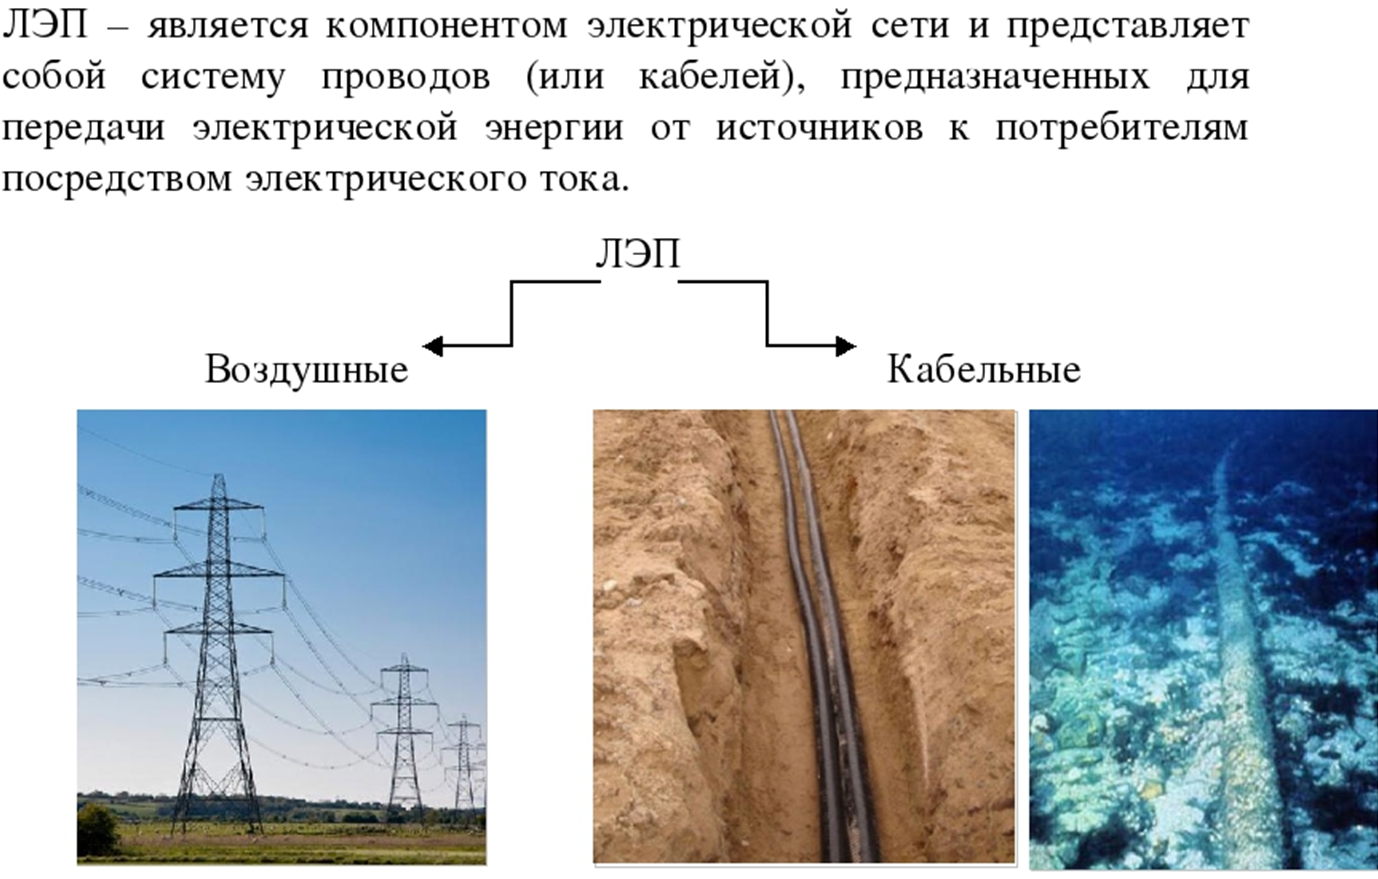 ЛЭП – является компонентом электрической сети и представляет
собой систему проводов (или кабелей), предназначенных для
передачи электрической энергии от источников к потребителям
посредством электрического тока.
ЛЭП
Воздушные
Кабельные